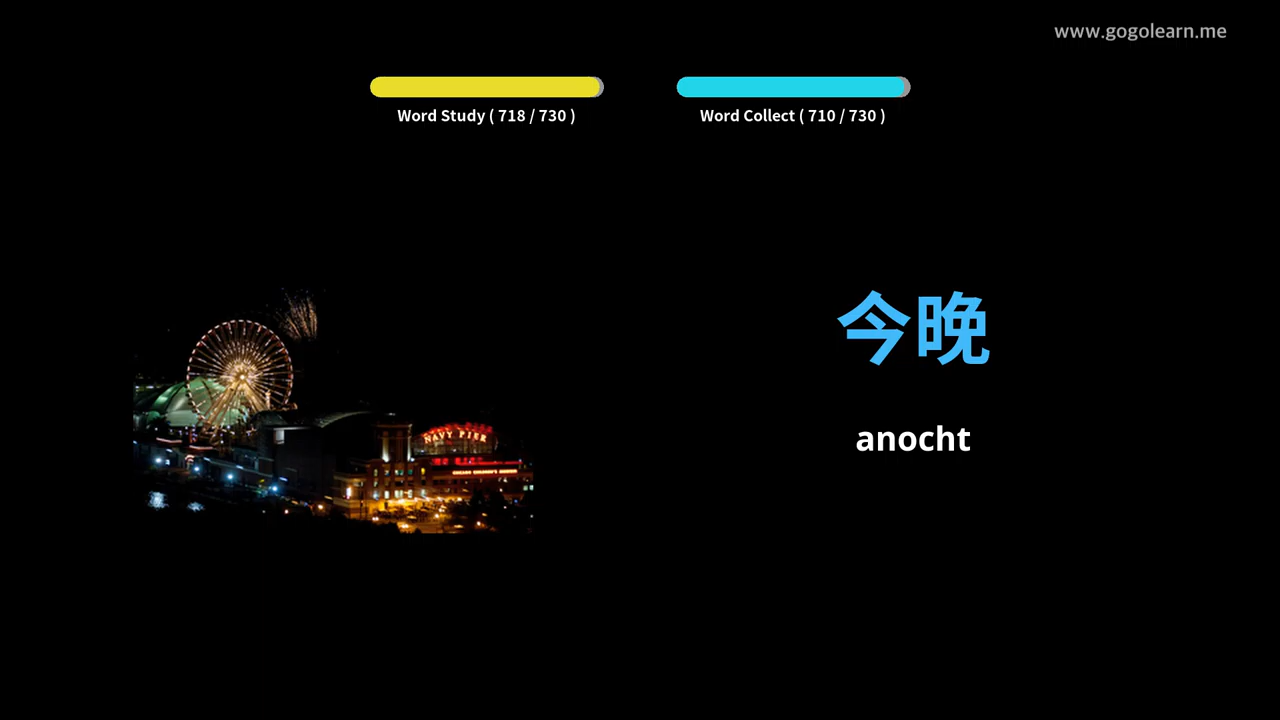 www.gogolearn.me
Word Study ( 718 / 730 )
Word Collect ( 710 / 730 )
今晚
anocht
NAVY PIER